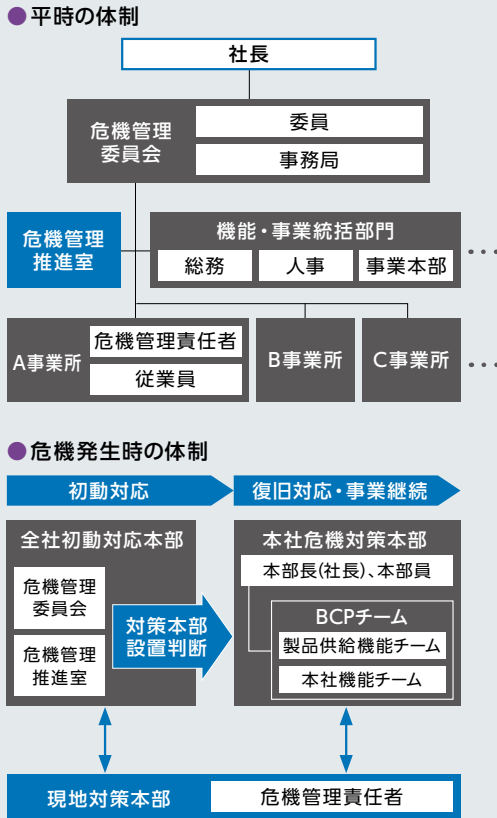 ●平時の体制
社長
危機管理
委員会
委員
事務局
危機管理
推進室
機能・事業統括部門
総務
人事
事業本部
…
A事業所
危機管理責任者
従業員
B事業所
C事業所
…
●危機発生時の体制
初動対応
復旧対応・事業継続
全社初動対応本部
危機管理
委員会
危機管理
推進室
対策本部
設置判断
本社危機対策本部
本部長(社長)、本部員
BCPチーム
製品供給機能チーム
本社機能チーム
現地対策本部
危機管理責任者